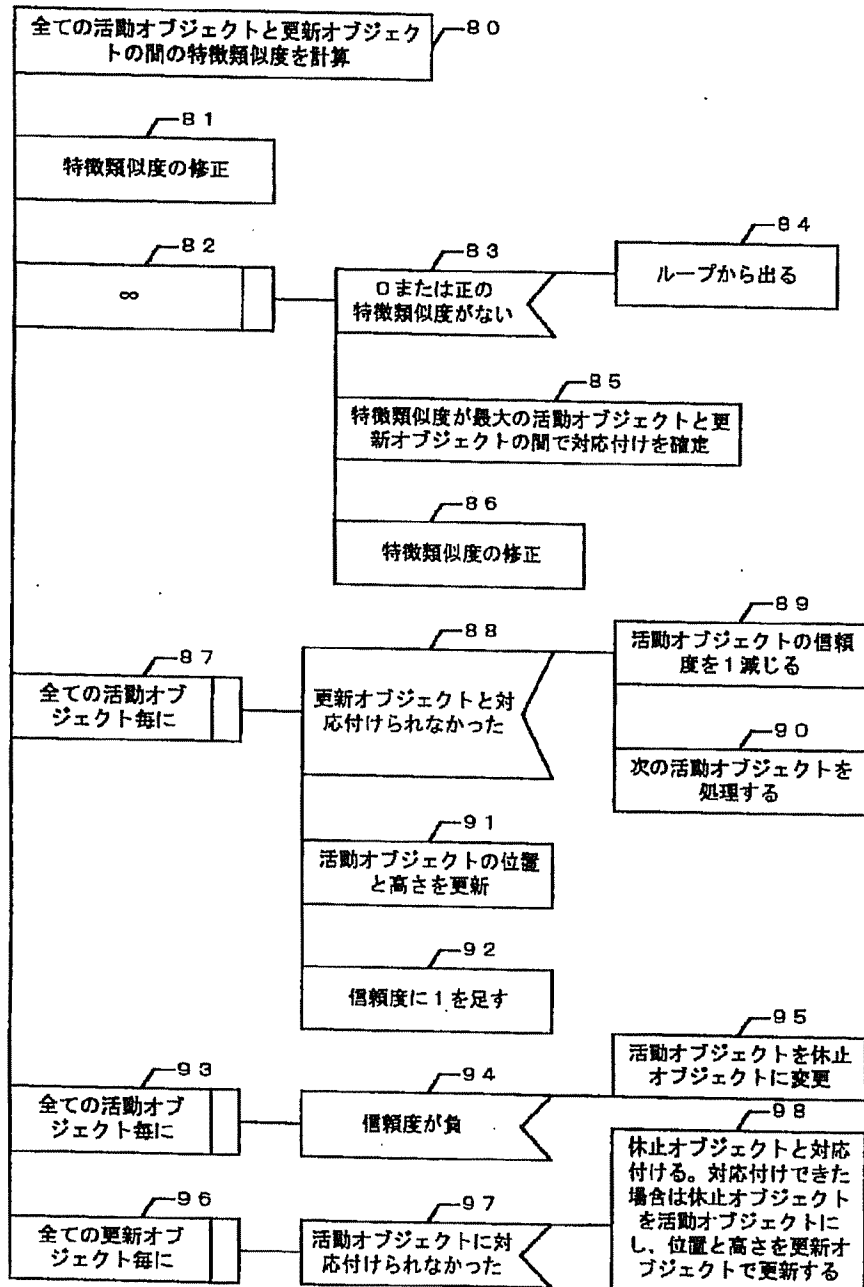 80
全ての活動オブジェクトと更新オブジェク
トの間の特徴類似度を計算
81
特徴類似度の修正
82
∞
83
0または正の
特徴類似度がない
84
ループから出る
85
特徴類似度が最大の活動オブジェクトと更
新オブジェクトの間で対応付けを確定
86
特徴類似度の修正
87
全ての活動オブ
ジェクト毎に
88
更新オブジェクトと対
応付けられなかった
89
活動オブジェクトの信頼
度を1減じる
90
次の活動オブジェクトを
処理する
91
活動オブジェクトの位置
と高さを更新
92
信頼度に1を足す
93
全ての活動オブ
ジェクト毎に
94
信頼度が負
95
活動オブジェクトを休止
オブジェクトに変更
96
全ての更新オブ
ジェクト毎に
97
活動オブジェクトに対
応付けられなかった
98
休止オブジェクトと対応
付ける。対応付けできた
場合は休止オブジェクト
を活動オブジェクトに
し、位置と高さを更新オ
ブジェクトで更新する